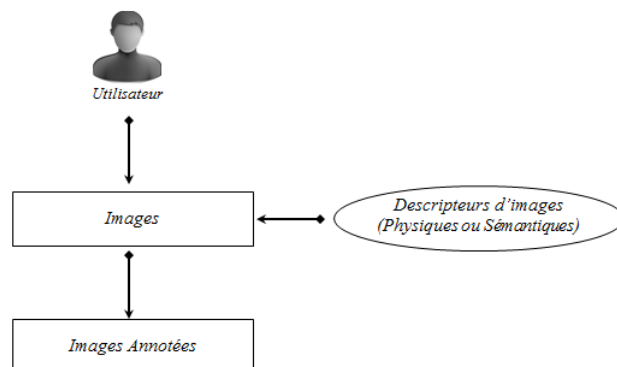 Utilisateur
Images
Descripteurs d'images
(Physiques ou Sémantiques)
Images Annotées